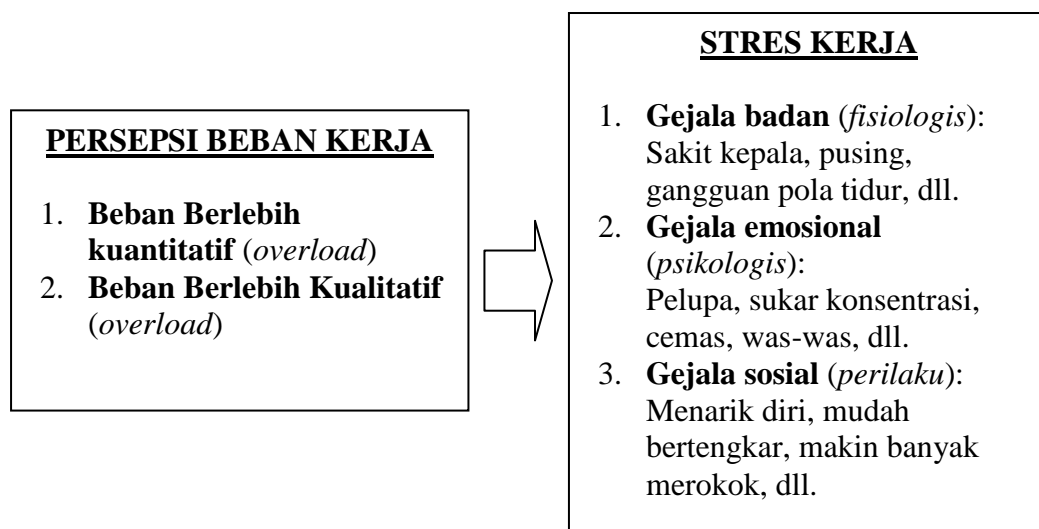 PERSEPSI BEBAN KERJA
1. Beban Berlebih
kuantitatif (overload)
2. Beban Berlebih Kualitatif
(overload)
STRES KERJA
1. Gejala badan (fisiologis):
Sakit kepala, pusing,
gangguan pola tidur, dll.
2. Gejala emosional
(psikologis):
Pelupa, sukar konsentrasi,
cemas, was-was, dll.
3. Gejala sosial (perilaku):
Menarik diri, mudah
bertengkar, makin banyak
merokok, dll.